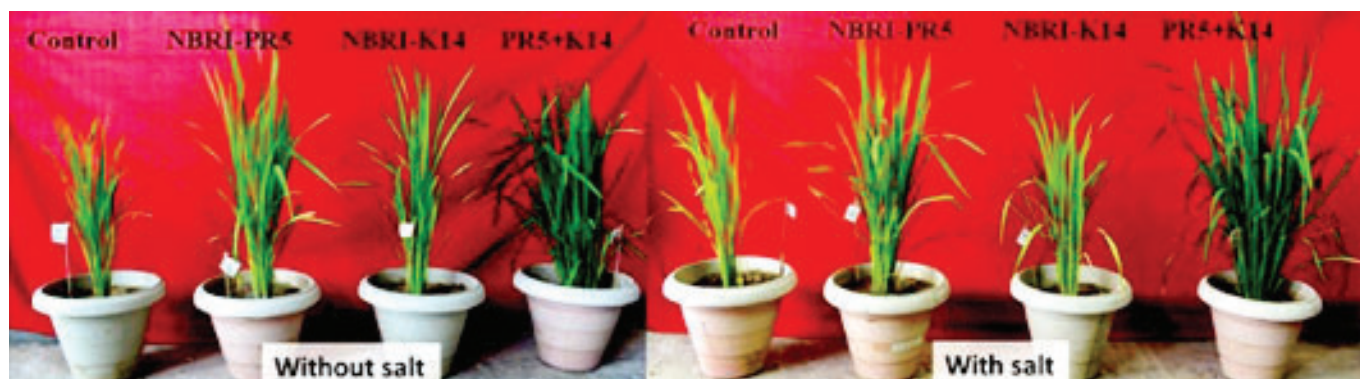 Control NBRI-PR5 NBRI-K14 PR5+K14
Control NBRI-PR5 NBRI-K14 PR5+K14
Without salt
With salt